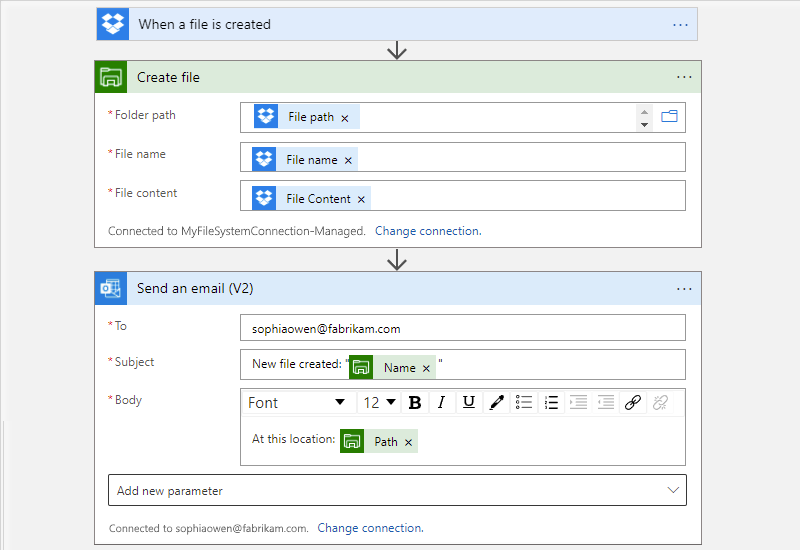 When a file is created
Create file
* Folder path
File path ×
* File name
File name ×
* File content
File Content ×
Connected to MyFileSystemConnection-Managed. Change connection.
Send an email (V2)
* To
sophiaowen@fabrikam.com
* Subject
New file created: "Name ×"
* Body
Font 12 B I U
At this location: Path ×
Add new parameter
Connected to sophiaowen@fabrikam.com. Change connection.